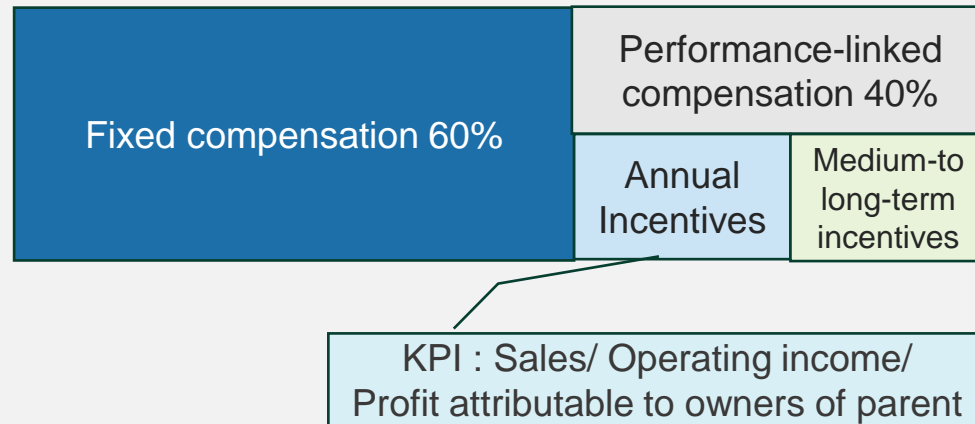 Fixed compensation 60%
Performance-linked
compensation 40%
Annual
Incentives
Medium-to
long-term
incentives
KPI : Sales/ Operating income/
Profit attributable to owners of parent